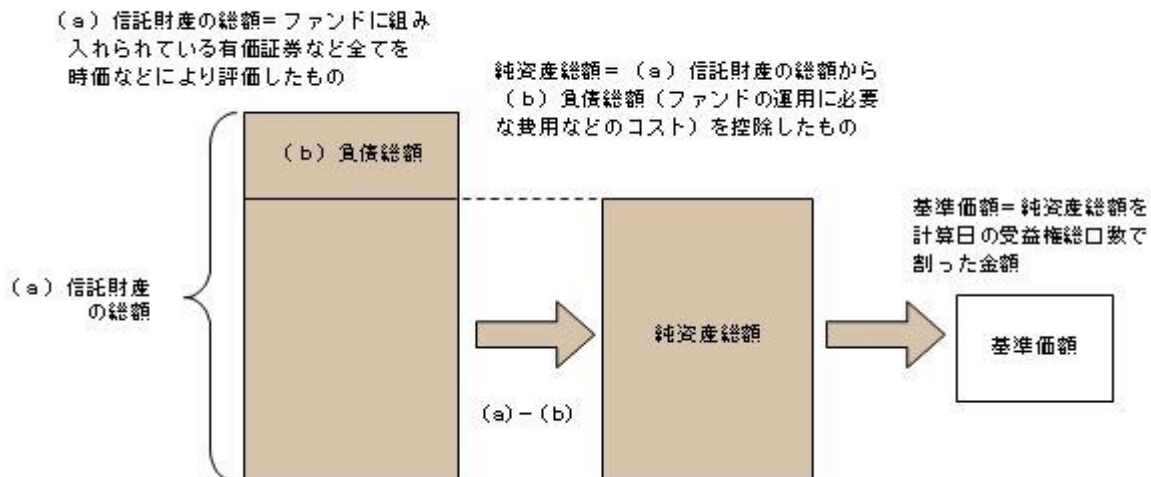 (a)信託財産の総額=ファンドに組み
入れられている有価証券など全てを
時価などにより評価したもの
純資産総額=(a)信託財産の総額から
(b)負債総額(ファンドの運用に必要
な費用などのコスト)を控除したもの
(b)負債総額
基準価額=純資産総額を
計算日の受益権総口数で
割った金額
(a)信託財産
の総額
純資産総額
基準価額
(a)-(b)